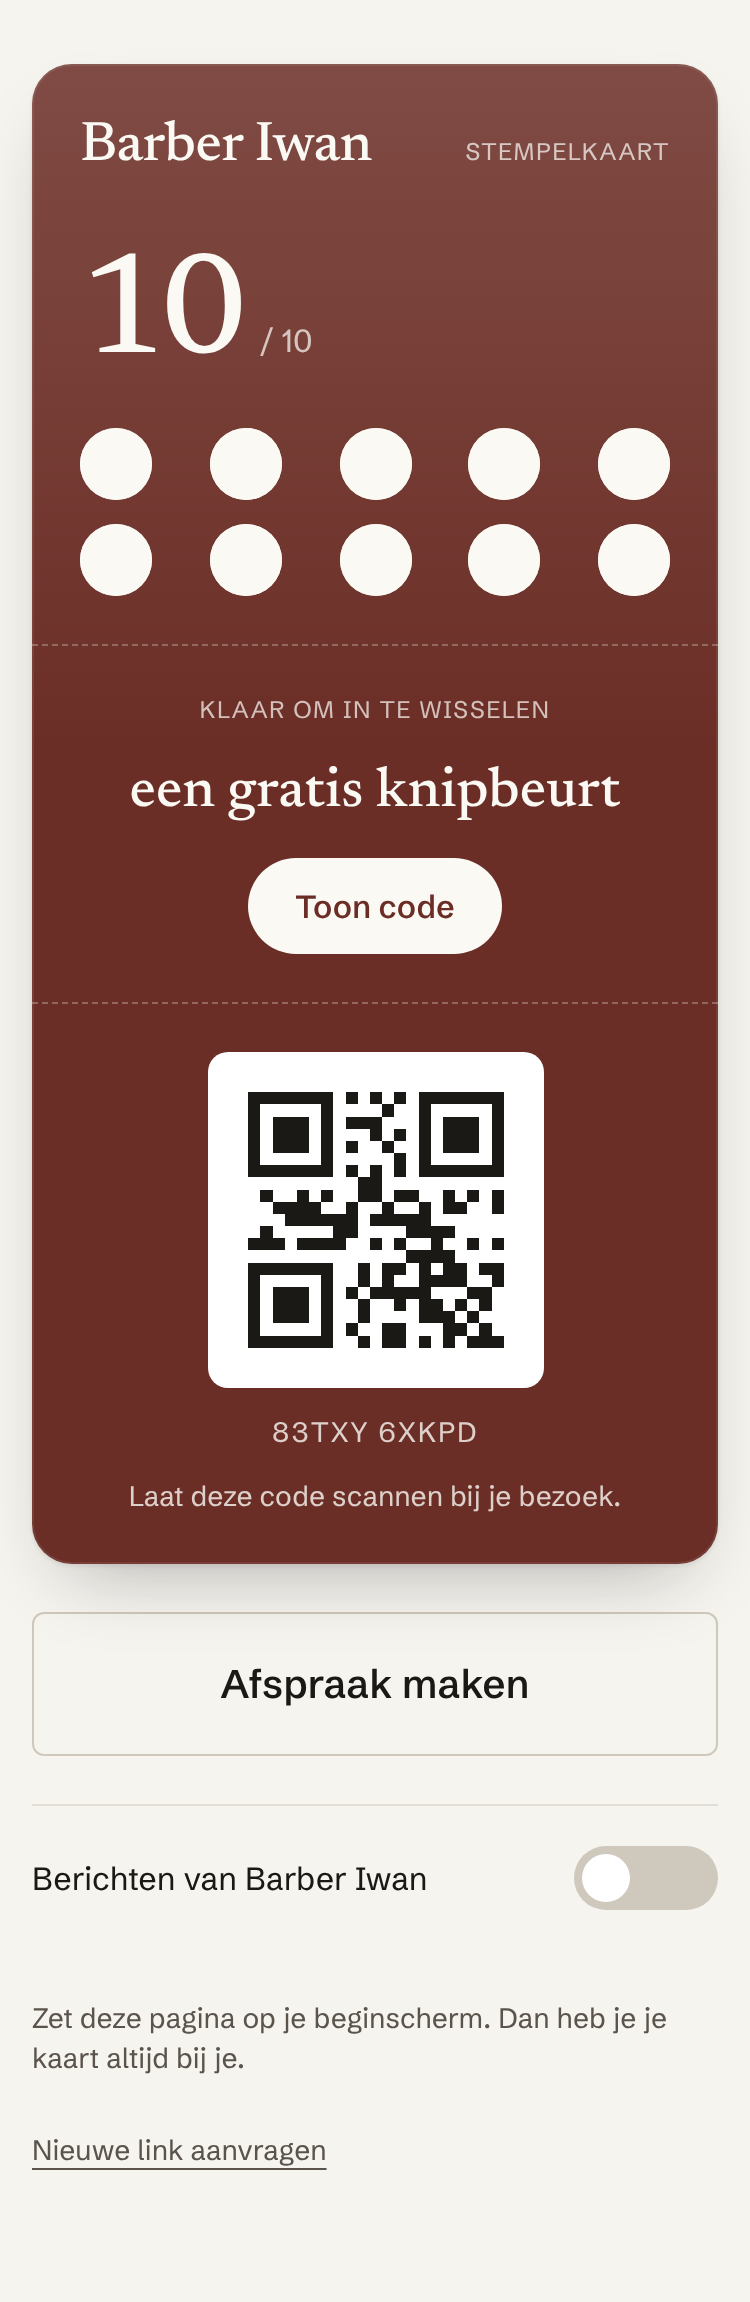 Barber Iwan
STEMPELKAART
10 / 10
KLAAR OM IN TE WISSELEN
een gratis knipbeurt
Toon code
83TXY 6XKPD
Laat deze code scannen bij je bezoek.
Afspraak maken
Berichten van Barber Iwan
Zet deze pagina op je beginscherm. Dan heb je je
kaart altijd bij je.
Nieuwe link aanvragen